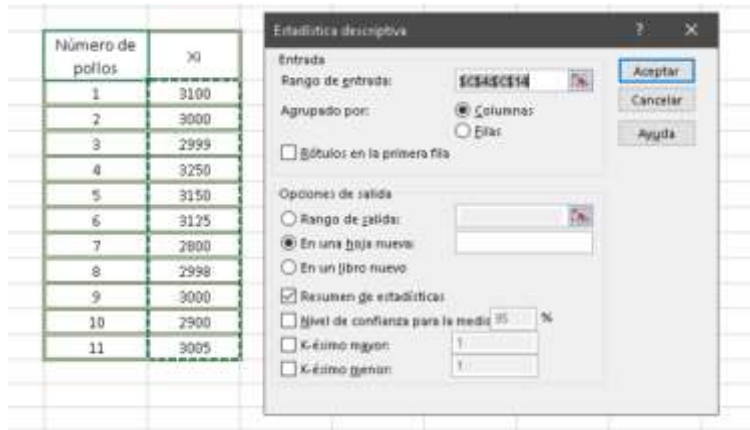 Número de pollos	Xi
1	3100
2	3000
3	2999
4	3250
5	3150
6	3125
7	2800
8	2998
9	3000
10	2900
11	3005
Estadística descriptiva
? ×
Entrada
Rango de entrada: $C$4:$C$14
Agrupado por: Columnas
Filas
Rótulos en la primera fila
Opciones de salida
Rango de salida:
En una hoja nueva:
En un libro nuevo
Resumen de estadísticas
Nivel de confianza para la media 95 %
K-ésimo mayor: 1
K-ésimo menor: 1
Aceptar
Cancelar
Ayuda